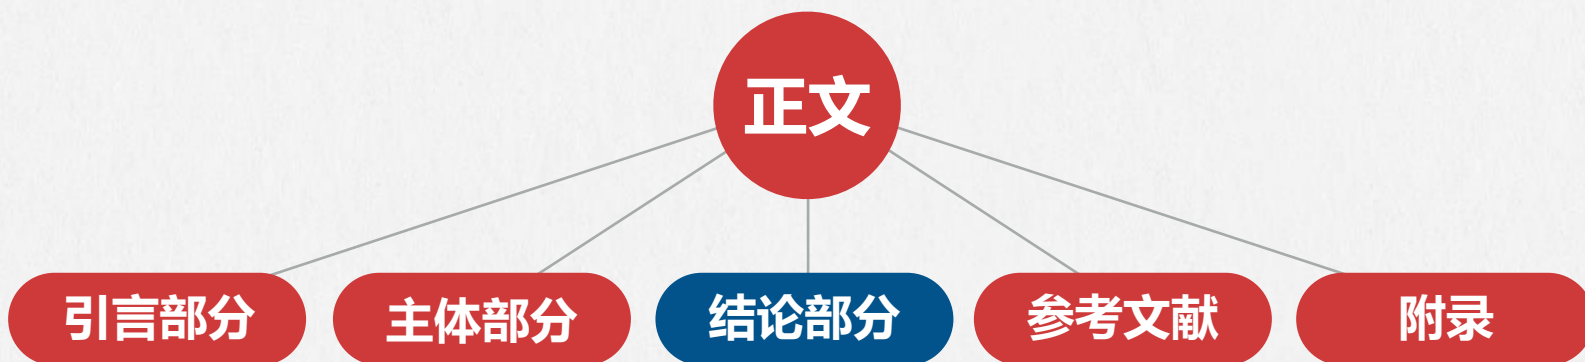 正文
引言部分
主体部分
结论部分
参考文献
附录